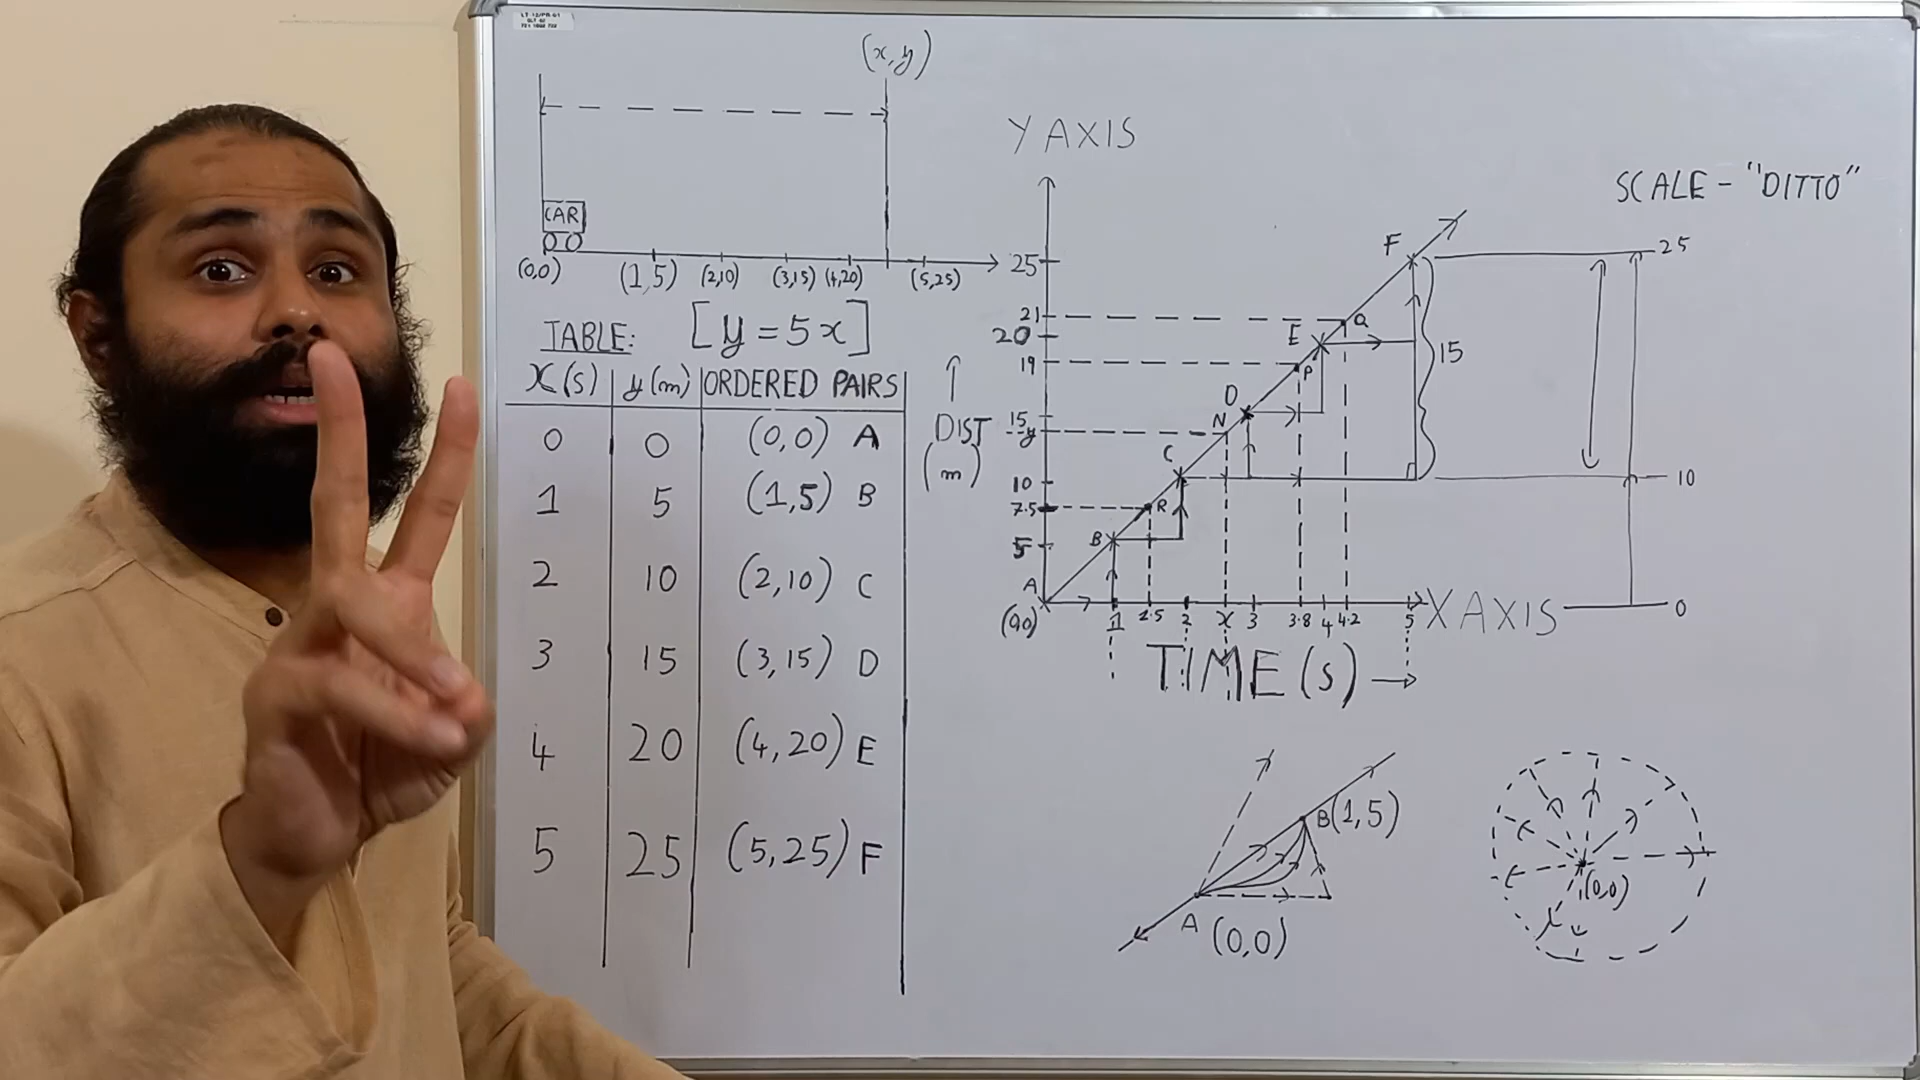 LT-12/PB-01
(x,y)
CAR
(0,0) (1,5) (2,10) (3,15) (4,20) (5,25)
TABLE: [y=5x]
X(s) y(m) ORDERED PAIRS
0 0 (0,0) A
1 5 (1,5) B
2 10 (2,10) C
3 15 (3,15) D
4 20 (4,20) E
5 25 (5,25) F
Y AXIS
SCALE - "DITTO"
25
21
20
19
15
y
10
7.5
5
DIST
(m)
A
B
R
C
N
D
P
E
Q
F
15
25
10
0
(0,0) 1 2 x 3 3.8 4 4.2 5 X AXIS
TIME (s)
B(1,5)
A (0,0)
(0,0)